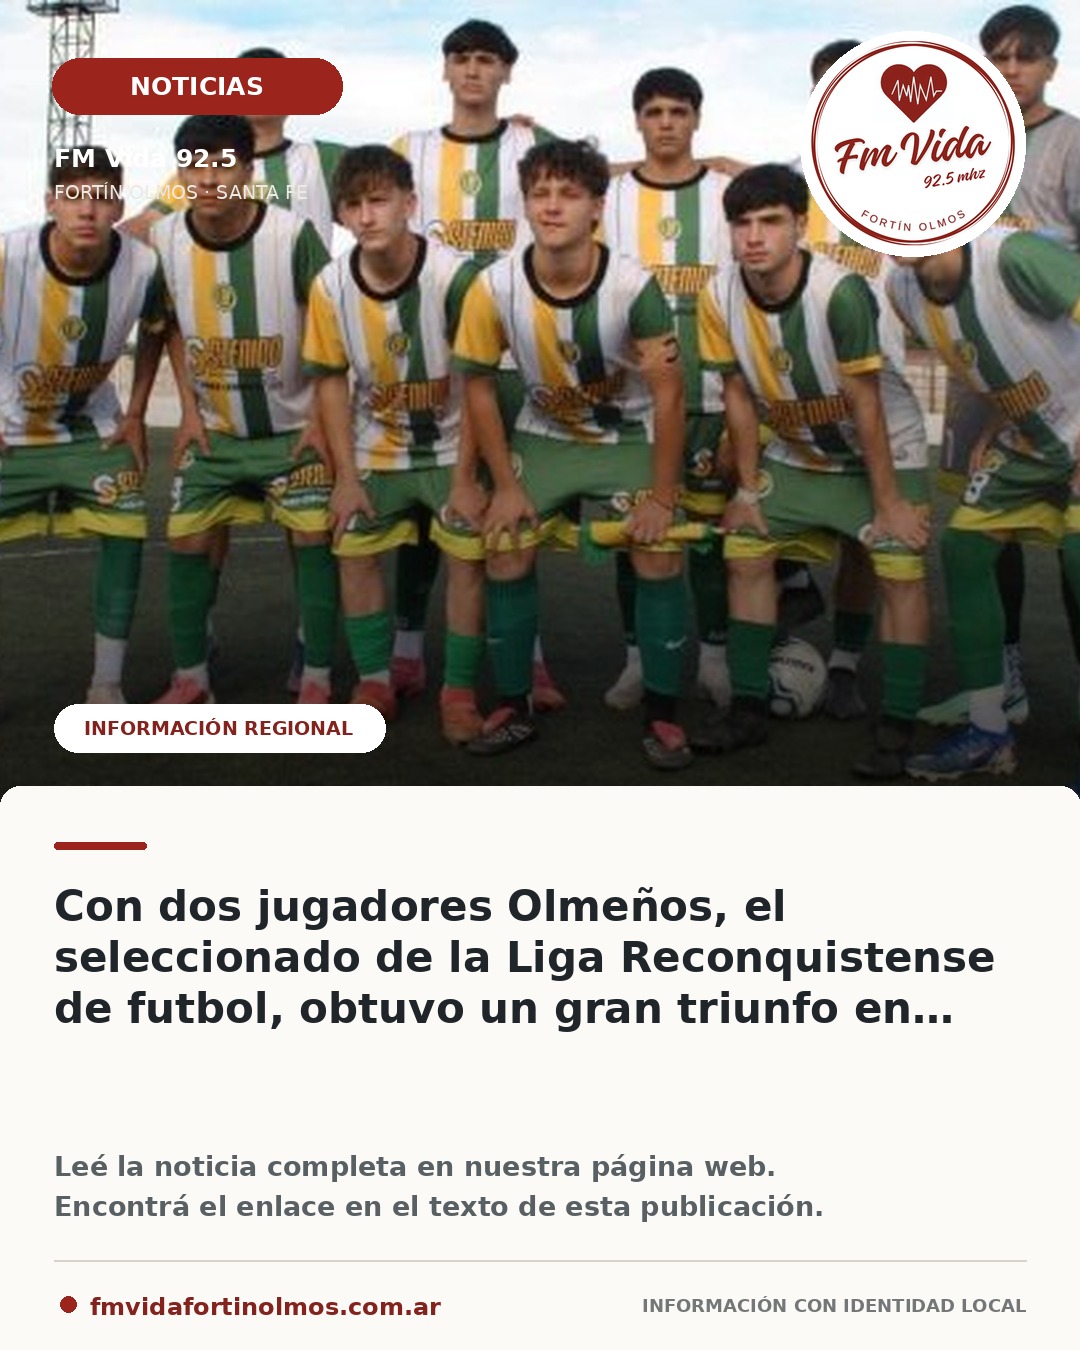 NOTICIAS
FM Vida 92.5
FORTÍN OLMOS · SANTA FE
Fm Vida
92.5 mhz
FORTÍN OLMOS
INFORMACIÓN REGIONAL
Con dos jugadores Olmeños, el
seleccionado de la Liga Reconquistense
de futbol, obtuvo un gran triunfo en…
Leé la noticia completa en nuestra página web.
Encontrá el enlace en el texto de esta publicación.
fmvidafortinolmos.com.ar
INFORMACIÓN CON IDENTIDAD LOCAL